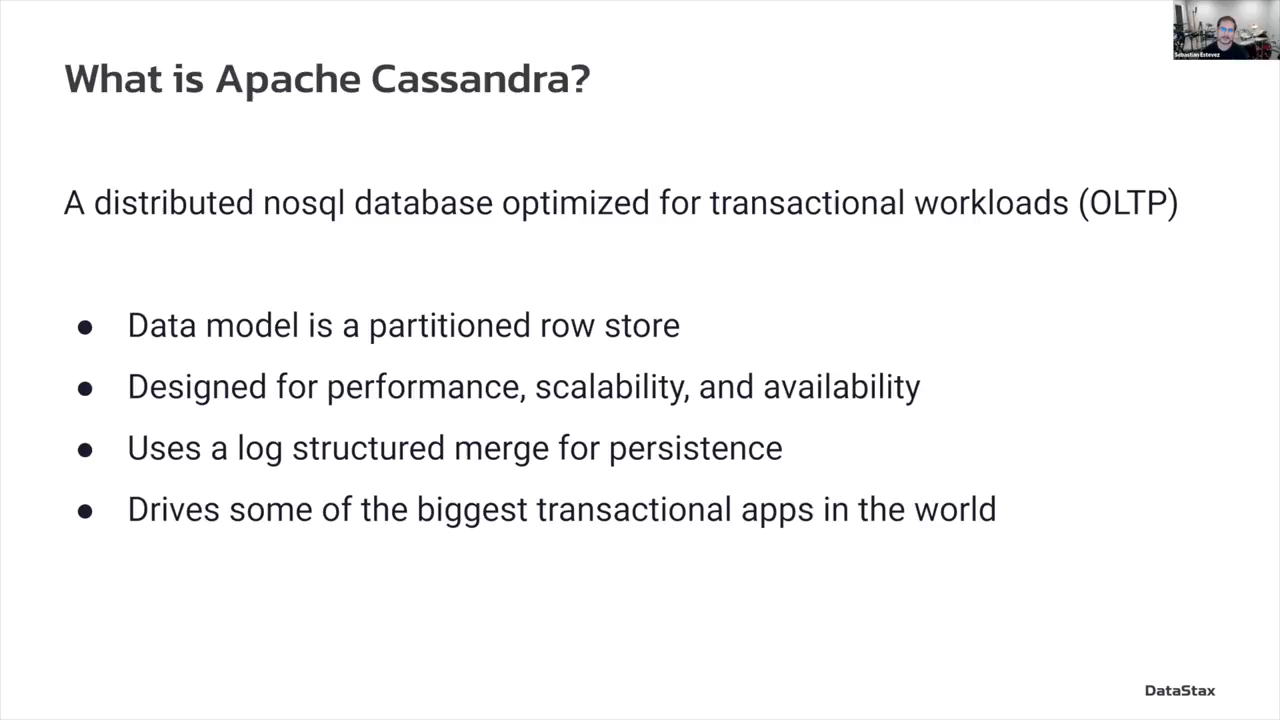 Sebastian Estevez
What is Apache Cassandra?
A distributed nosql database optimized for transactional workloads (OLTP)
● Data model is a partitioned row store
● Designed for performance, scalability, and availability
● Uses a log structured merge for persistence
● Drives some of the biggest transactional apps in the world
DataStax